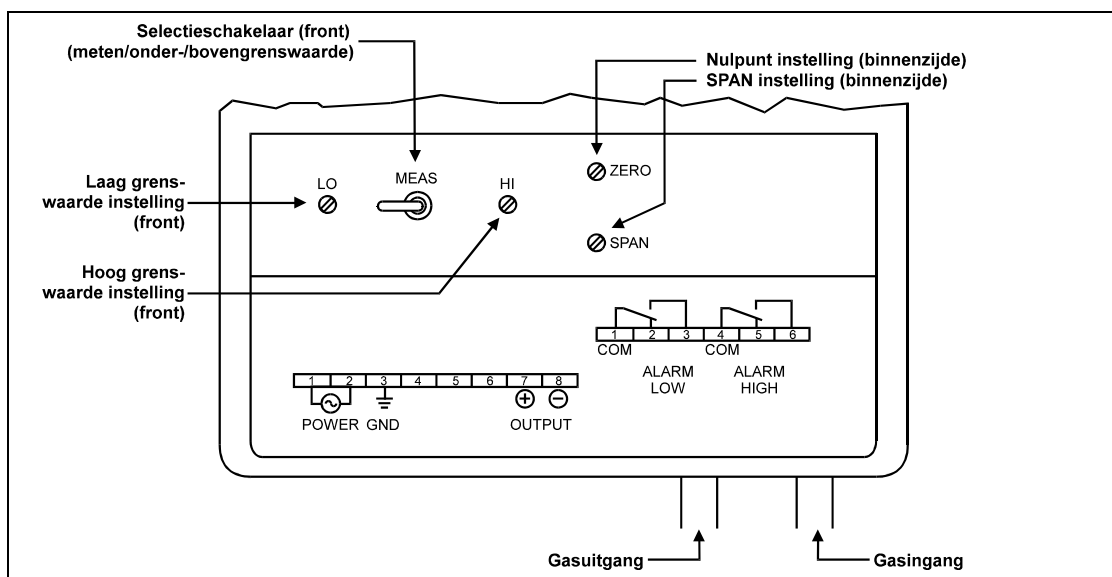 Selectieschakelaar (front)
(meten/onder-/bovengrenswaarde)
Nulpunt instelling (binnenzijde)
SPAN instelling (binnenzijde)
ZERO
LO
MEAS
HI
Laag grens-
waarde instelling
(front)
SPAN
Hoog grens-
waarde instelling
(front)
1 2 3 4 5 6
COM COM
ALARM
LOW
ALARM
HIGH
1 2 3 4 5 6 7 8
POWER GND OUTPUT
Gasuitgang
Gasingang